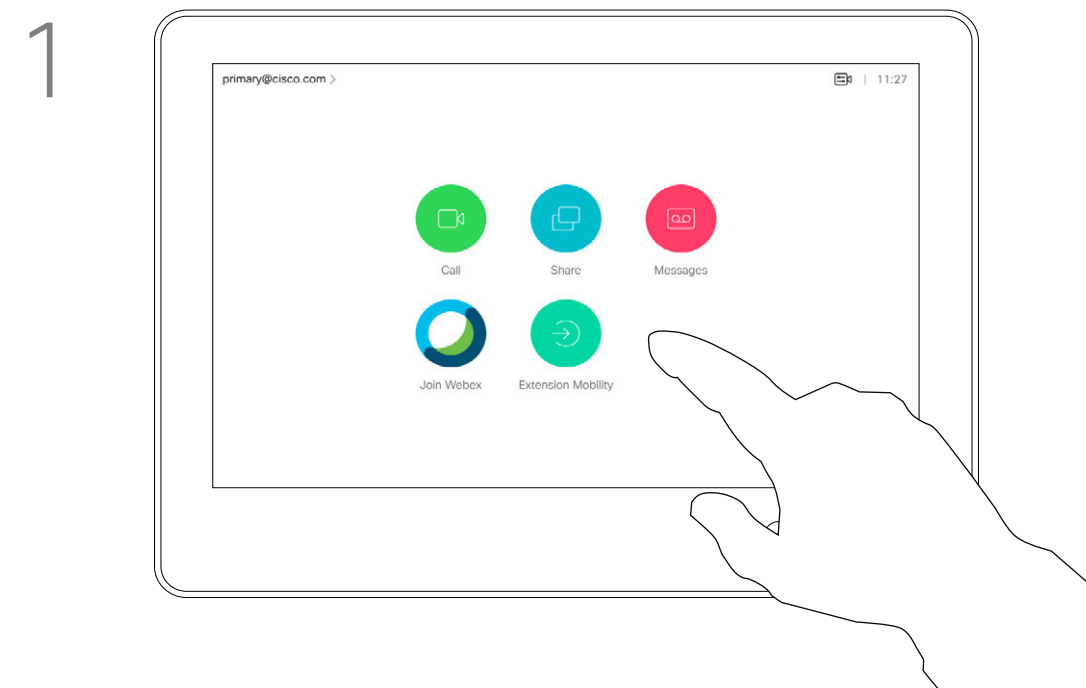 1
primary@cisco.com >
11:27
Call
Share
Messages
Join Webex
Extension Mobility